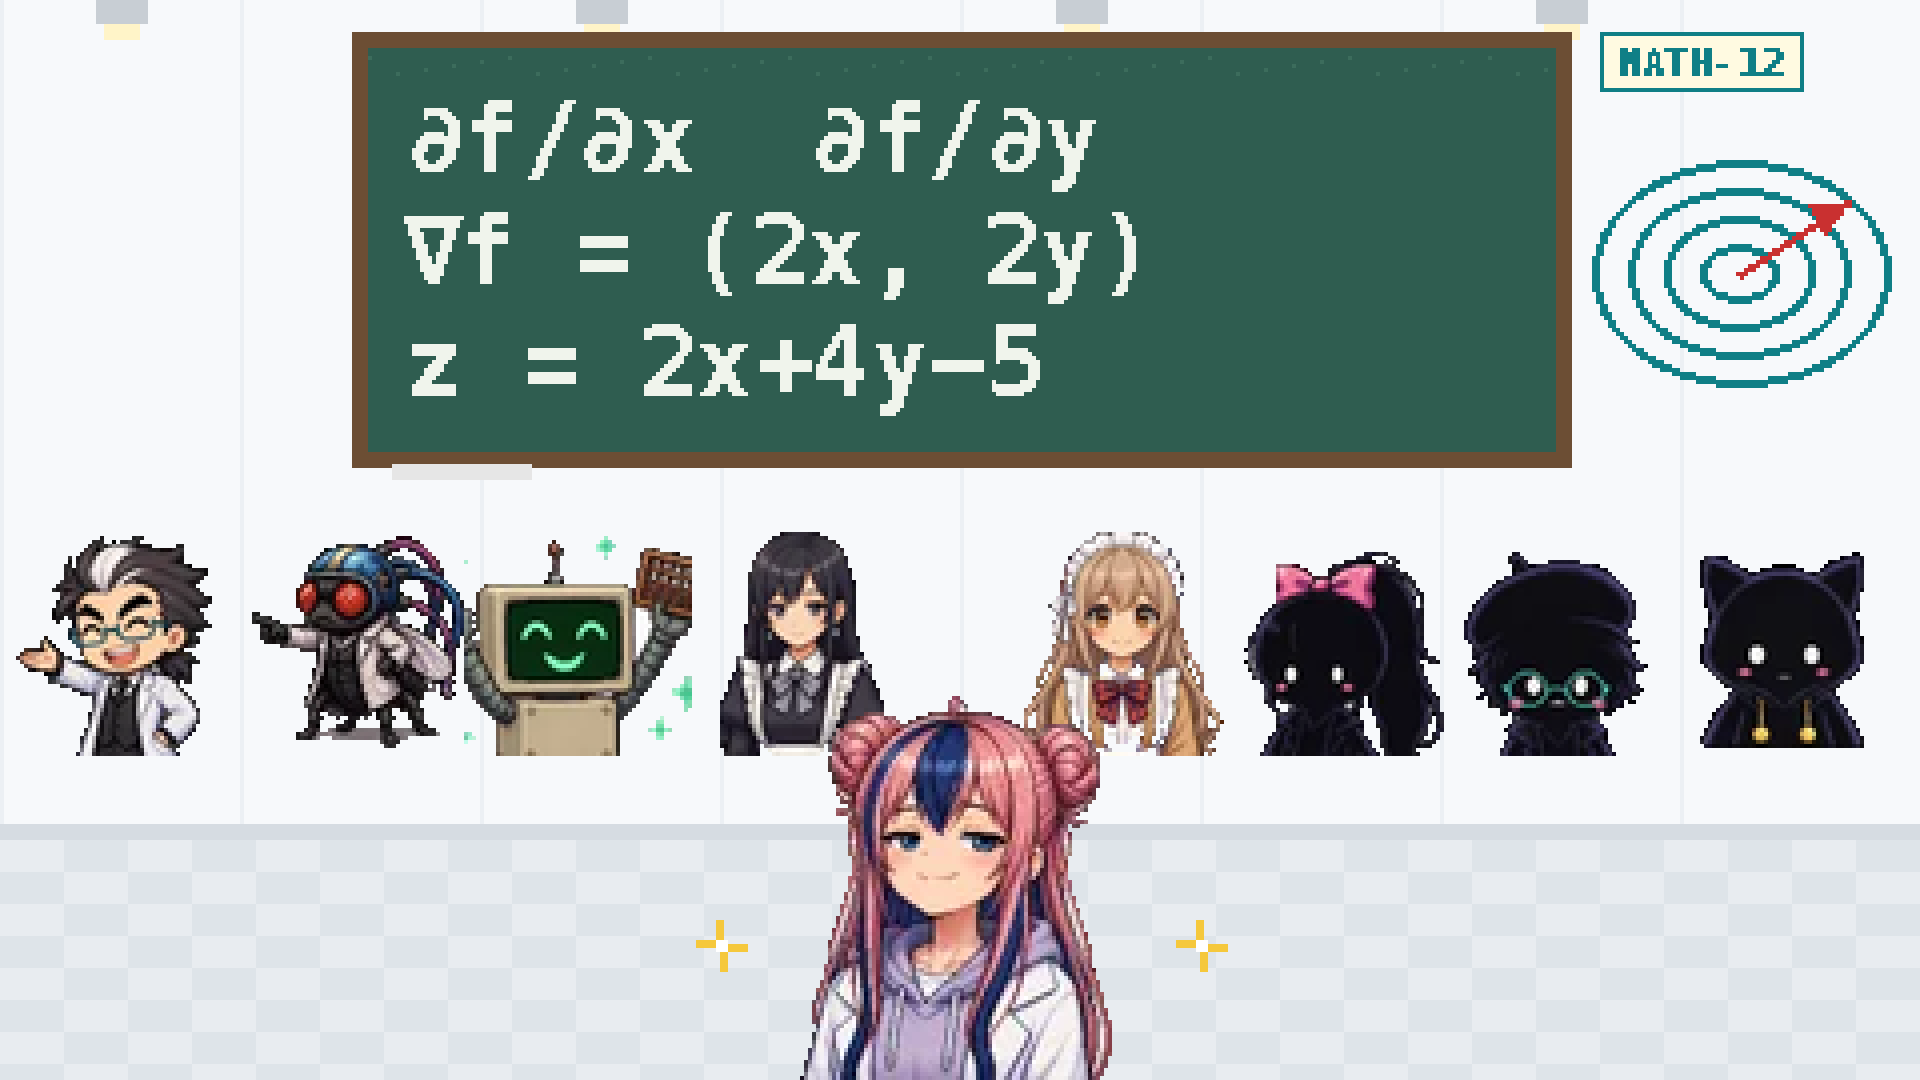 MATH-12
∂f/∂x  ∂f/∂y
∇f = (2x, 2y)
z = 2x+4y−5